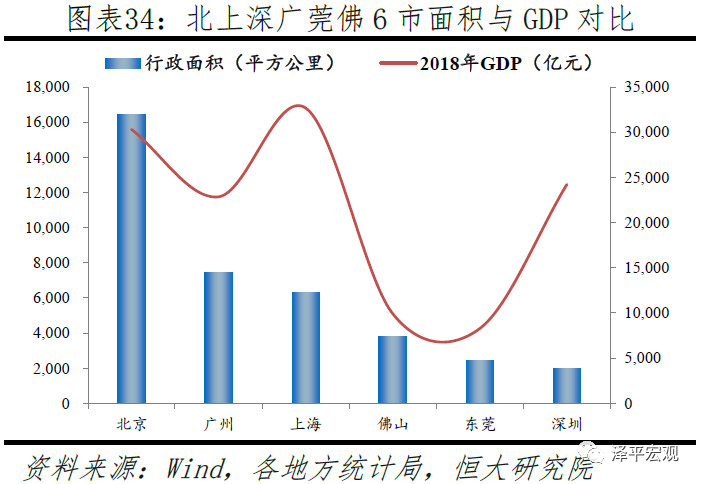 图表34：北上深广莞佛 6 市面积与 GDP 对比
行政面积（平方公里） 2018年GDP（亿元）
18,000 35,000
16,000 30,000
14,000 25,000
12,000 20,000
10,000 15,000
8,000 10,000
6,000 5,000
4,000 0
2,000
0
北京 广州 上海 佛山 东莞 深圳
泽平宏观
资料来源：Wind，各地方统计局，恒大研究院